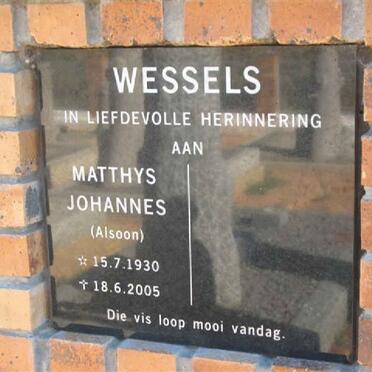 WESSELS
IN LIEFDEVOLLE HERINNERING
AAN
MATTHYS
JOHANNES
(Alsoon)
☆ 15.7.1930
✝ 18.6.2005
Die vis loop mooi vandag.